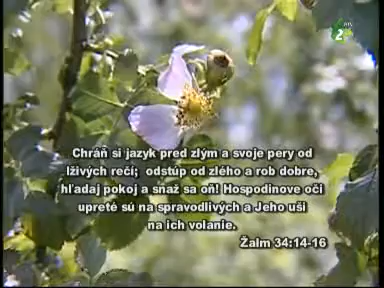 2
Chráň si jazyk pred zlým a svoje pery od
lživých rečí;  odstúp od zlého a rob dobre,
hľadaj pokoj a snaž sa oň! Hospodinove oči
upreté sú na spravodlivých a Jeho uši
na ich volanie.
Žalm 34:14-16